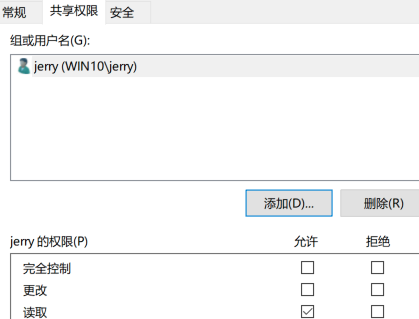 常规 共享权限 安全
组或用户名(G):
jerry (WIN10\jerry)
添加(D)... 删除(R)
jerry 的权限(P) 允许 拒绝
完全控制
更改
读取